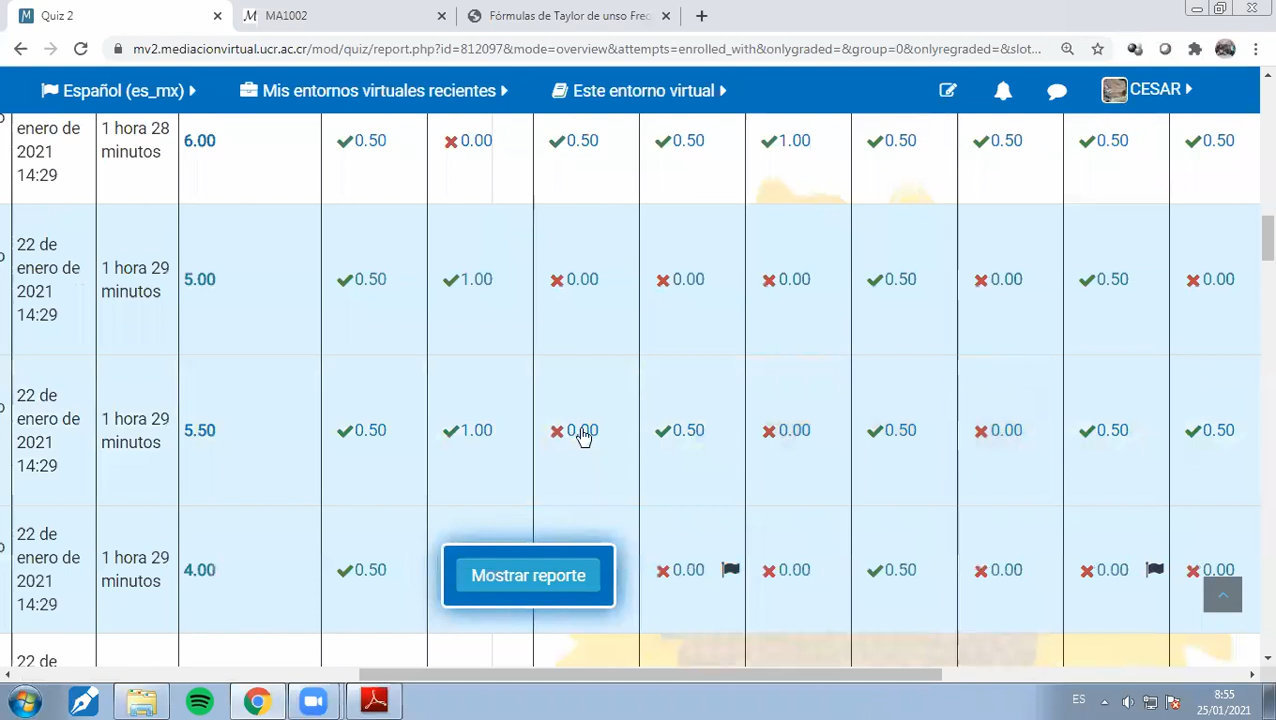 Quiz 2
MA1002
Fórmulas de Taylor de unso Frec
mv2.mediacionvirtual.ucr.ac.cr/mod/quiz/report.php?id=812097&mode=overview&attempts=enrolled_with&onlygraded=&group=0&onlyregraded=&slot...
Español (es_mx) Mis entornos virtuales recientes Este entorno virtual CESAR
enero de 2021 14:29 1 hora 28 minutos 6.00 0.50 0.00 0.50 0.50 1.00 0.50 0.50 0.50 0.50
22 de enero de 2021 14:29 1 hora 29 minutos 5.00 0.50 1.00 0.00 0.00 0.00 0.50 0.00 0.50 0.00
22 de enero de 2021 14:29 1 hora 29 minutos 5.50 0.50 1.00 0.00 0.50 0.00 0.50 0.00 0.50 0.50
22 de enero de 2021 14:29 1 hora 29 minutos 4.00 0.50 0.00 0.00 0.50 0.00 0.00 0.00
Mostrar reporte
22 de
ES
8:55
25/01/2021